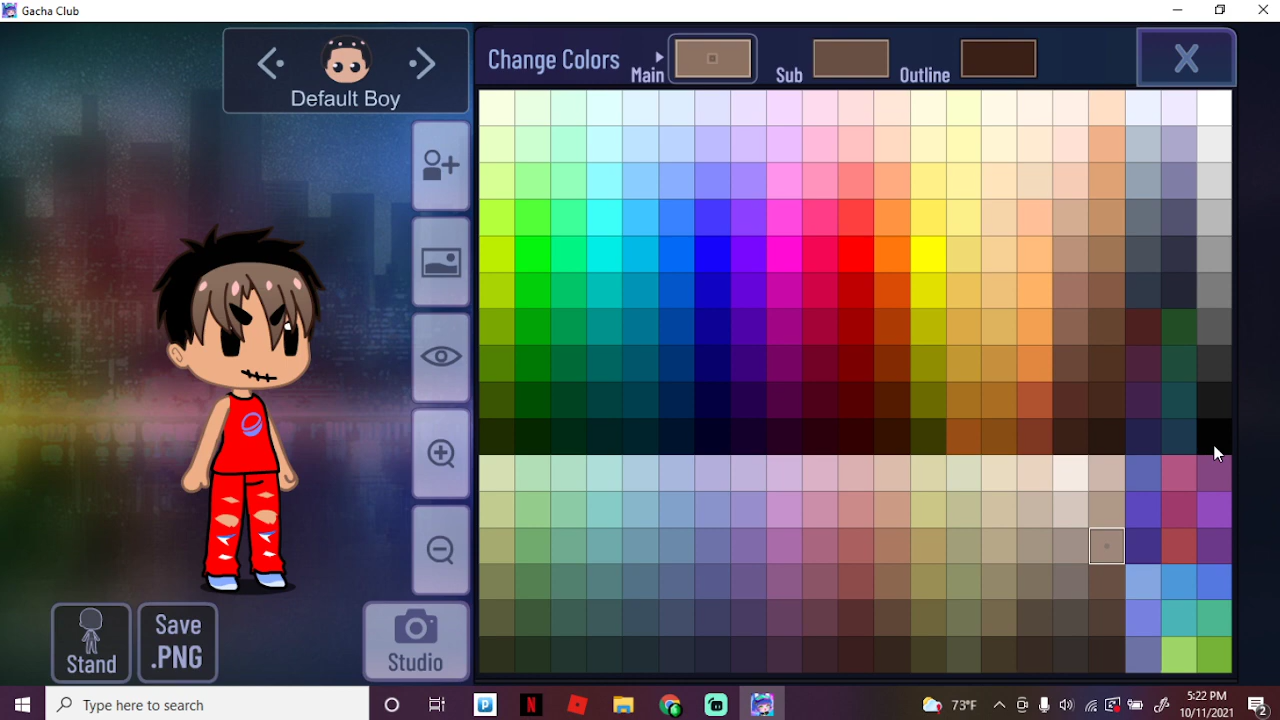 Gacha Club
Default Boy
Change Colors
Main
Sub
Outline
X
Stand
Save
.PNG
Studio
Type here to search
P
N
73°F
5:22 PM
10/11/2021
2